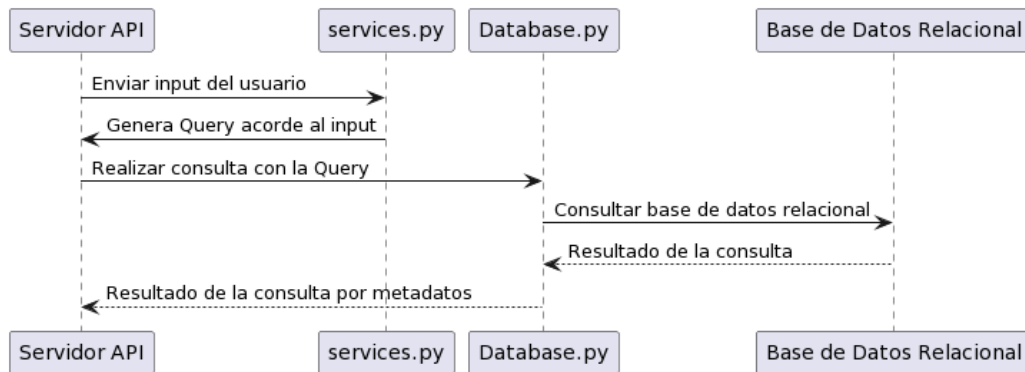 Servidor API services.py Database.py Base de Datos Relacional
Enviar input del usuario
Genera Query acorde al input
Realizar consulta con la Query
Consultar base de datos relacional
Resultado de la consulta
Resultado de la consulta por metadatos
Servidor API services.py Database.py Base de Datos Relacional